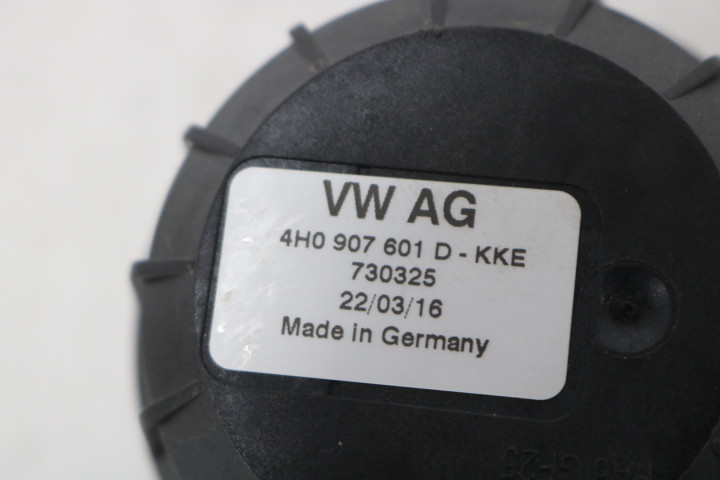 VW AG
4H0 907 601 D - KKE
730325
22/03/16
Made in Germany